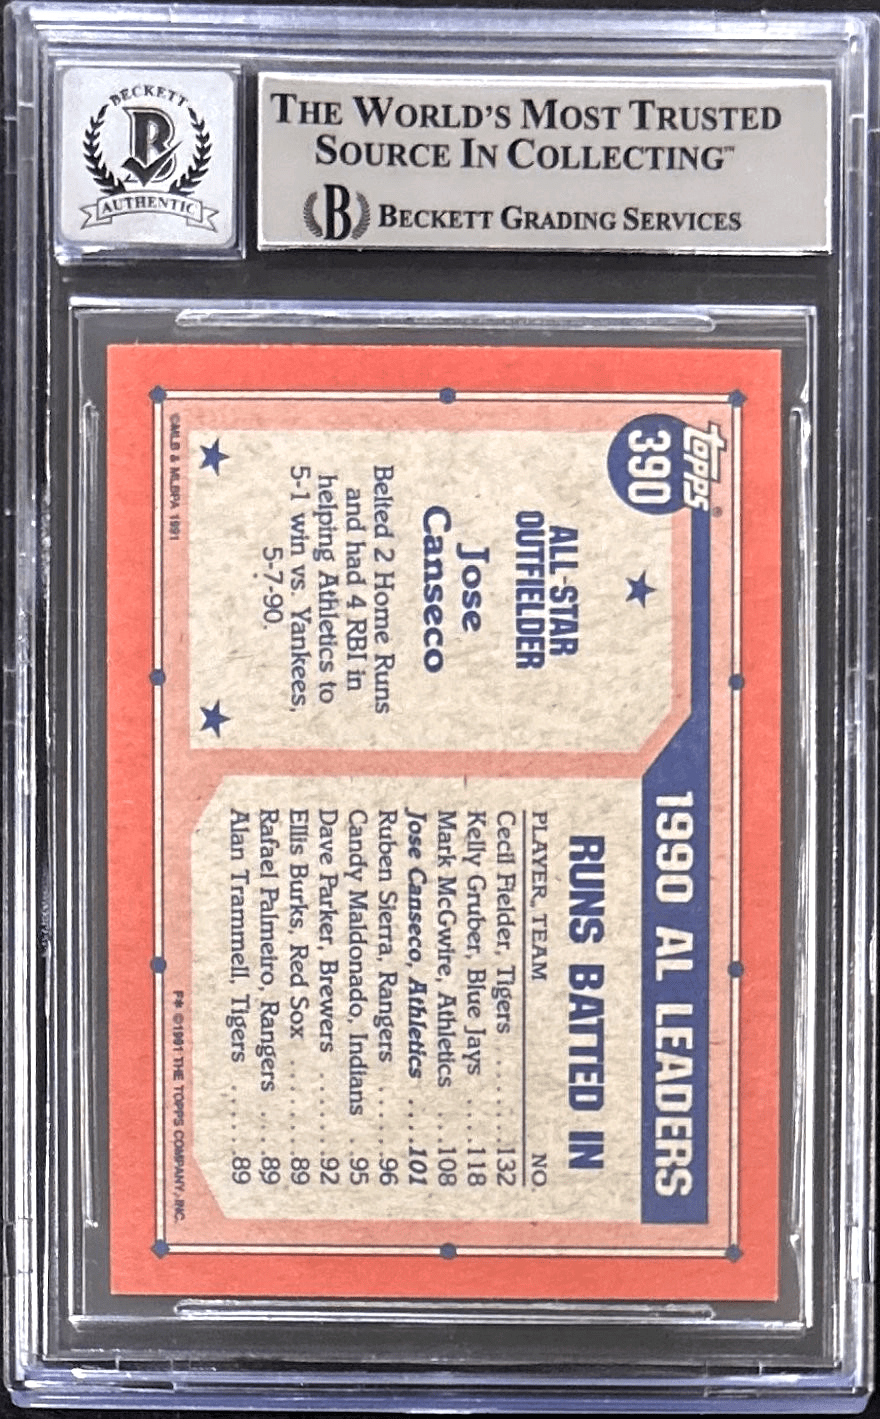 BECKETT
B
AUTHENTIC
THE WORLD'S MOST TRUSTED
SOURCE IN COLLECTING™
B BECKETT GRADING SERVICES
topps®
390
1990 AL LEADERS
ALL-STAR
OUTFIELDER
Jose
Canseco
Belted 2 Home Runs
and had 4 RBI in
helping Athletics to
5-1 win vs. Yankees,
5-7-90.
RUNS BATTED IN
PLAYER, TEAM NO.
Cecil Fielder, Tigers ........132
Kelly Gruber, Blue Jays ....118
Mark McGwire, Athletics ...108
Jose Canseco, Athletics ....101
Ruben Sierra, Rangers ......96
Candy Maldonado, Indians ..95
Dave Parker, Brewers .......92
Ellis Burks, Red Sox .........89
Rafael Palmeiro, Rangers ....89
Alan Trammell, Tigers .......89
©MLB & MLBPA 1991
F* ©1991 THE TOPPS COMPANY, INC.